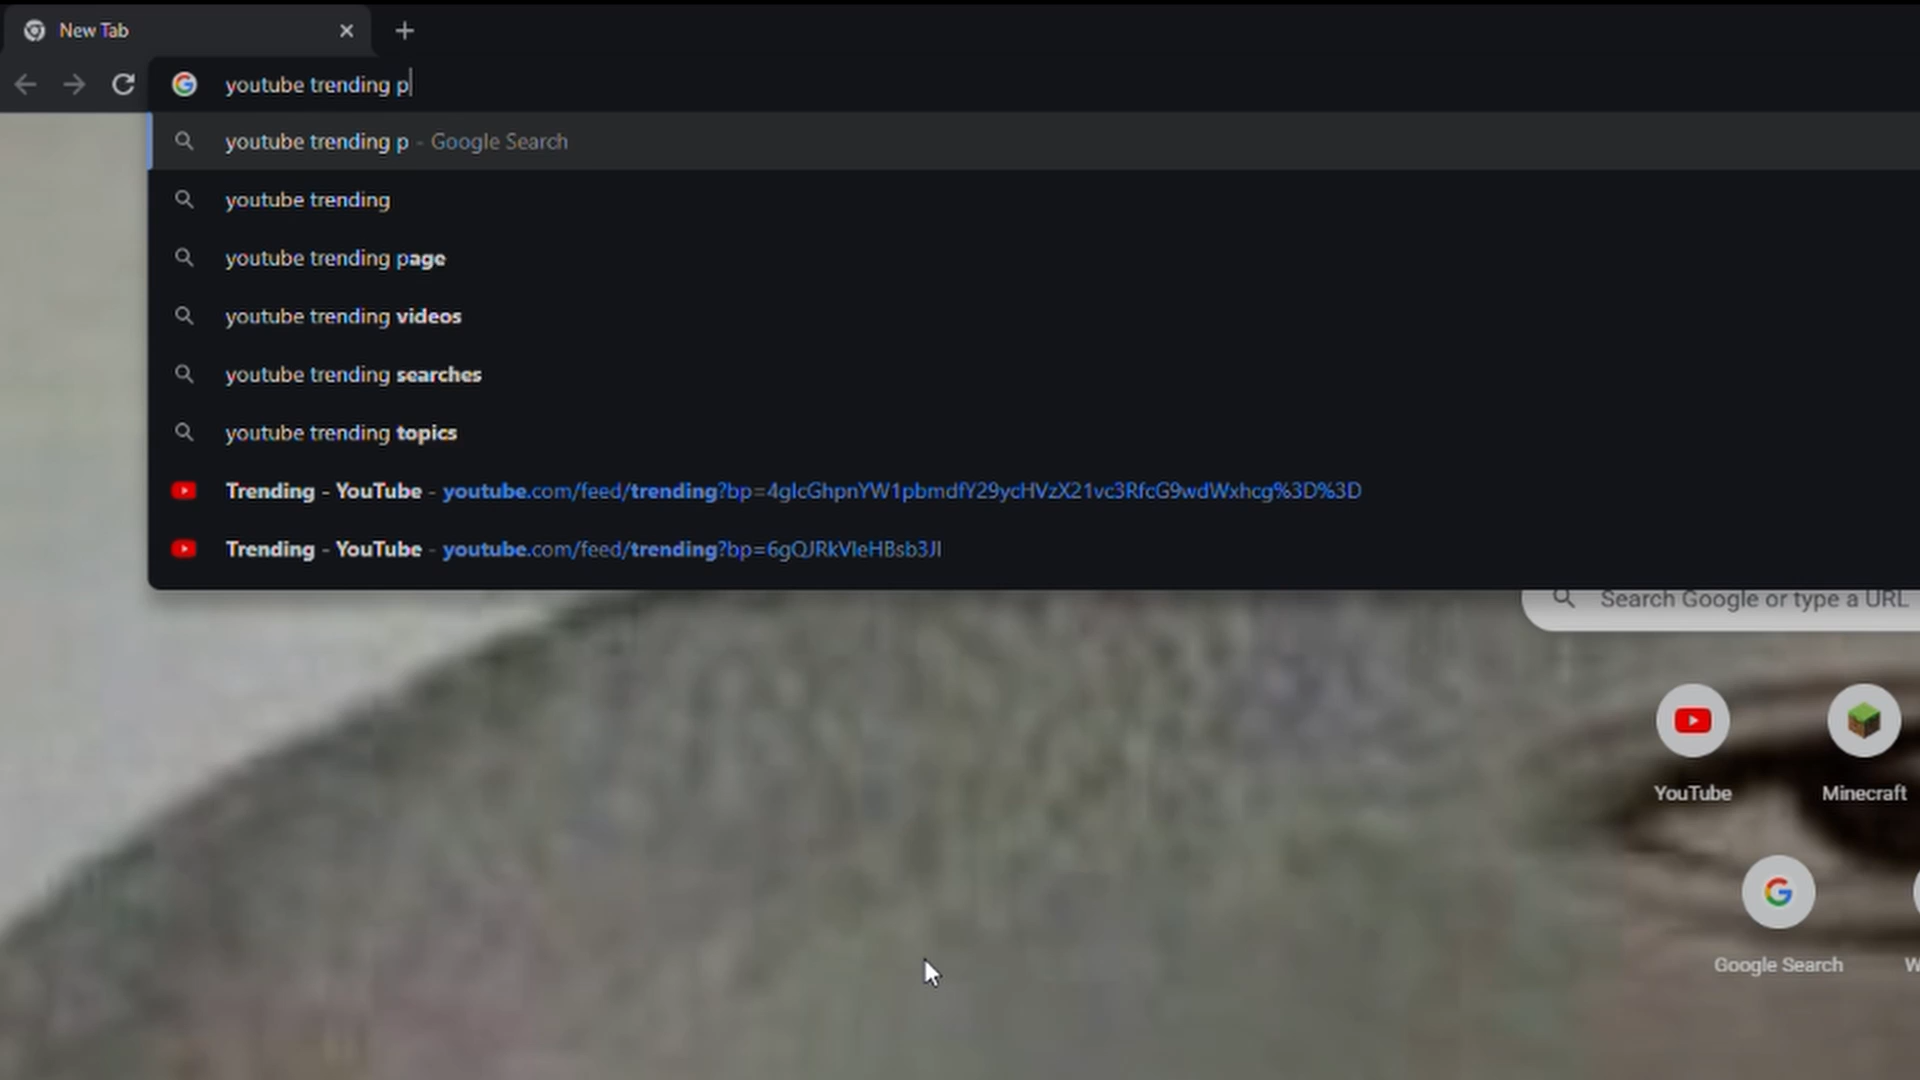 New Tab
youtube trending p
youtube trending p - Google Search
youtube trending
youtube trending page
youtube trending videos
youtube trending searches
youtube trending topics
Trending - YouTube - youtube.com/feed/trending?bp=4glcGhpnYW1pbmdfY29ycHVzX21vc3RfcG9wdWxhcg%3D%3D
Trending - YouTube - youtube.com/feed/trending?bp=6gQJRkVleHBsb3Jl
Search Google or type a URL
YouTube
Minecraft
Google Search
W